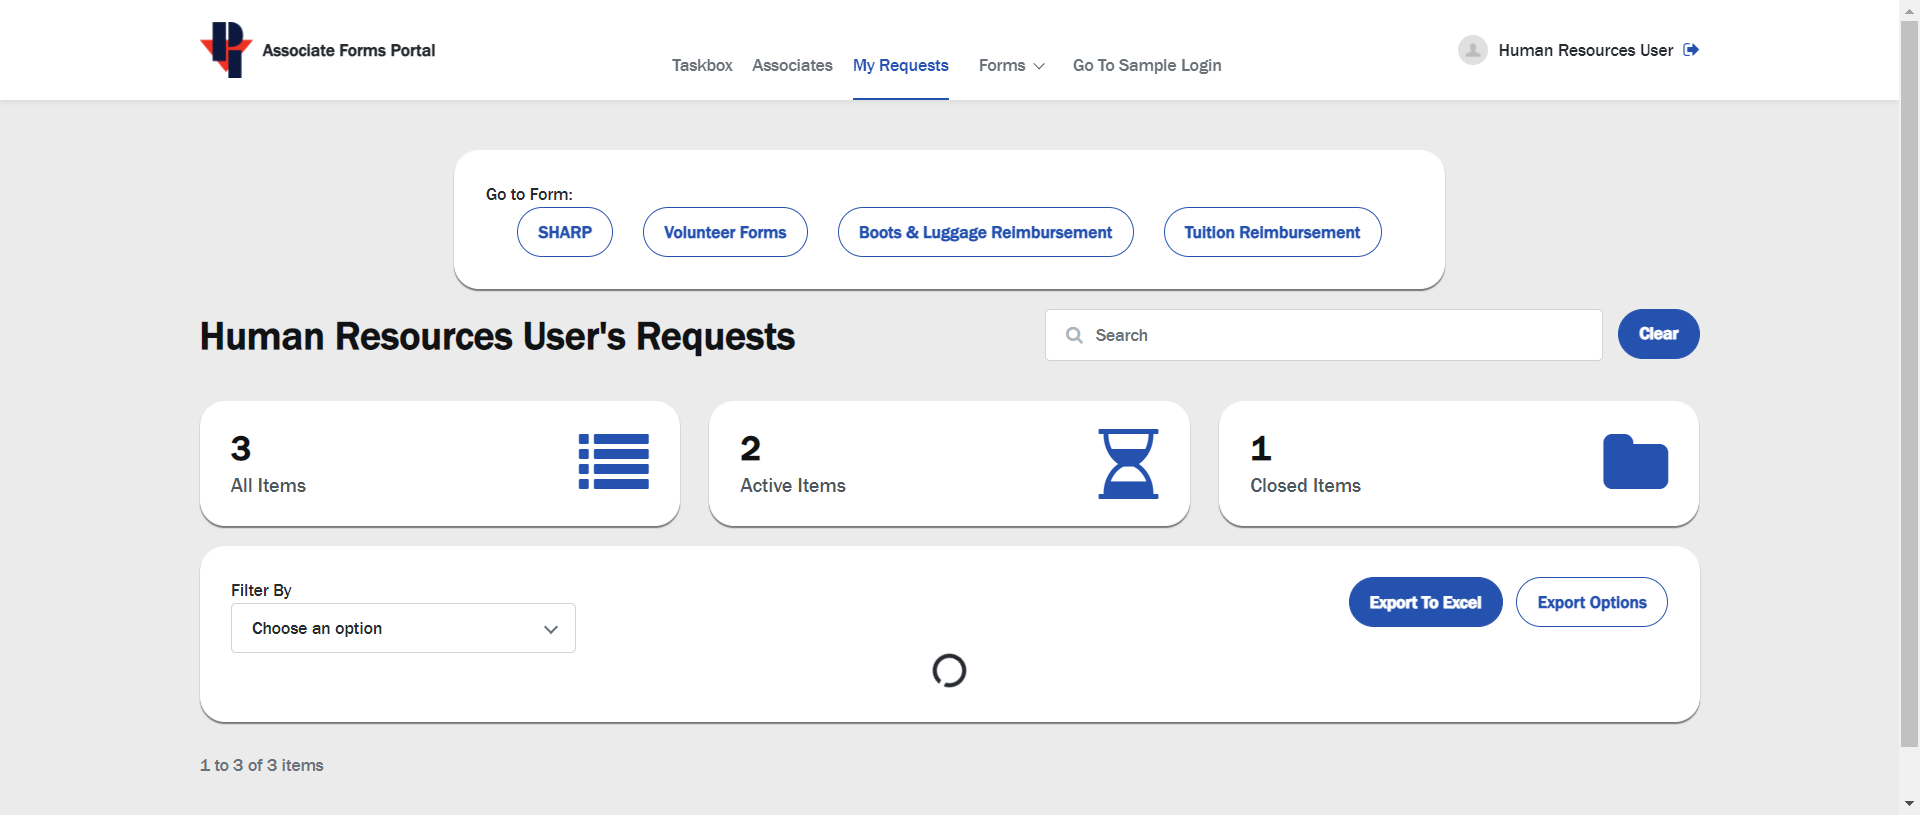 Associate Forms Portal
Taskbox
Associates
My Requests
Forms
Go To Sample Login
Human Resources User
Go to Form:
SHARP
Volunteer Forms
Boots & Luggage Reimbursement
Tuition Reimbursement
Human Resources User's Requests
Search
Clear
3
All Items
2
Active Items
1
Closed Items
Filter By
Choose an option
Export To Excel
Export Options
1 to 3 of 3 items